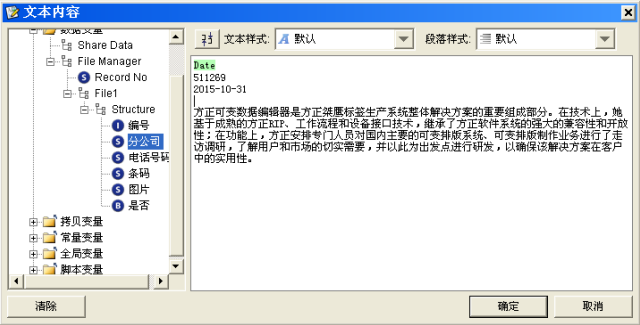 文本内容
数据变量
Share Data
File Manager
Record No
File1
Structure
编号
分公司
电话号码
条码
图片
是否
拷贝变量
常量变量
全局变量
脚本变量
文本样式: A 默认
段落样式: 默认
Date
511269
2015-10-31
方正可变数据编辑器是方正桀鹰标签生产系统整体解决方案的重要组成部分。在技术上,她
基于成熟的方正RIP、工作流程和设备接口技术,继承了方正软件系统的强大的兼容性和开放
性;在功能上,方正安排专门人员对国内主要的可变排版系统、可变排版制作业务进行了走
访调研,了解用户和市场的切实需要,并以此为出发点进行研发,以确保该解决方案在客户
中的实用性。
清除
确定
取消